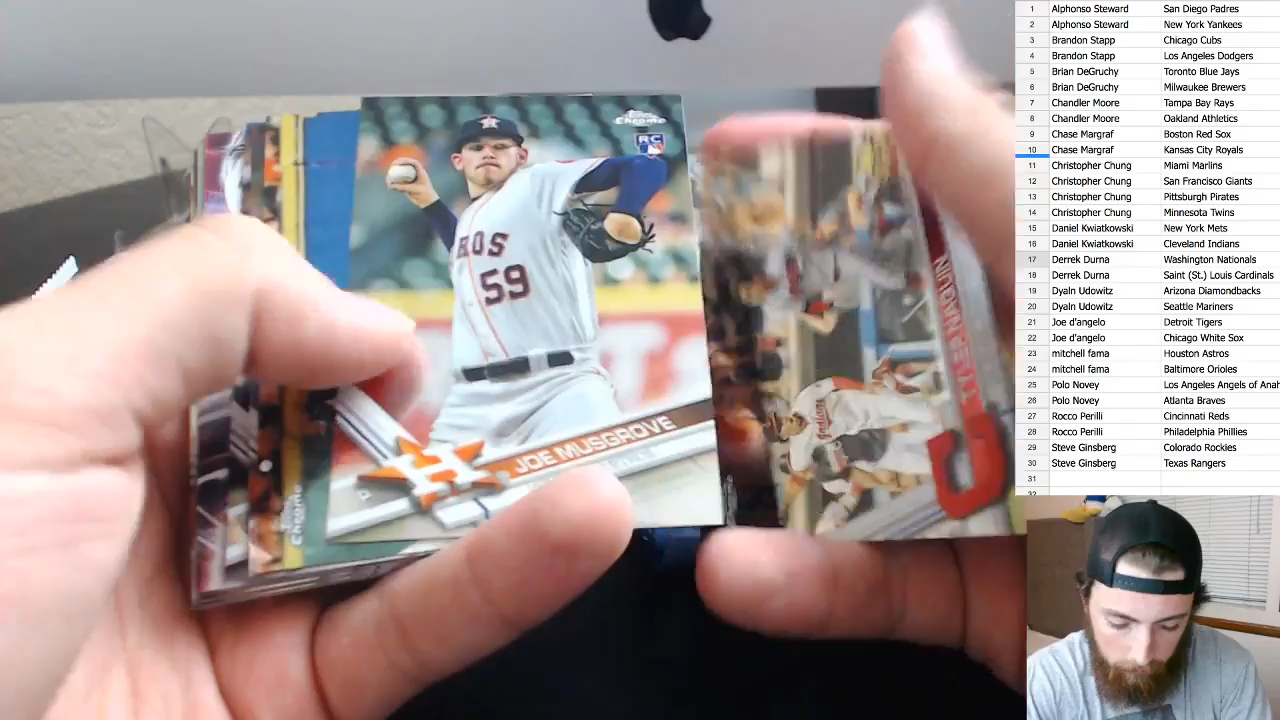 Topps
Chrome
RC
ROS
59
JOE MUSGROVE
P
Chrome
Indians
TYLER NAQUIN
C
1 Alphonso Steward San Diego Padres
2 Alphonso Steward New York Yankees
3 Brandon Stapp Chicago Cubs
4 Brandon Stapp Los Angeles Dodgers
5 Brian DeGruchy Toronto Blue Jays
6 Brian DeGruchy Milwaukee Brewers
7 Chandler Moore Tampa Bay Rays
8 Chandler Moore Oakland Athletics
9 Chase Margraf Boston Red Sox
10 Chase Margraf Kansas City Royals
11 Christopher Chung Miami Marlins
12 Christopher Chung San Francisco Giants
13 Christopher Chung Pittsburgh Pirates
14 Christopher Chung Minnesota Twins
15 Daniel Kwiatkowski New York Mets
16 Daniel Kwiatkowski Cleveland Indians
17 Derrek Durna Washington Nationals
18 Derrek Durna Saint (St.) Louis Cardinals
19 Dyaln Udowitz Arizona Diamondbacks
20 Dyaln Udowitz Seattle Mariners
21 Joe d'angelo Detroit Tigers
22 Joe d'angelo Chicago White Sox
23 mitchell fama Houston Astros
24 mitchell fama Baltimore Orioles
25 Polo Novey Los Angeles Angels of Ana
26 Polo Novey Atlanta Braves
27 Rocco Perilli Cincinnati Reds
28 Rocco Perilli Philadelphia Phillies
29 Steve Ginsberg Colorado Rockies
30 Steve Ginsberg Texas Rangers
31
32